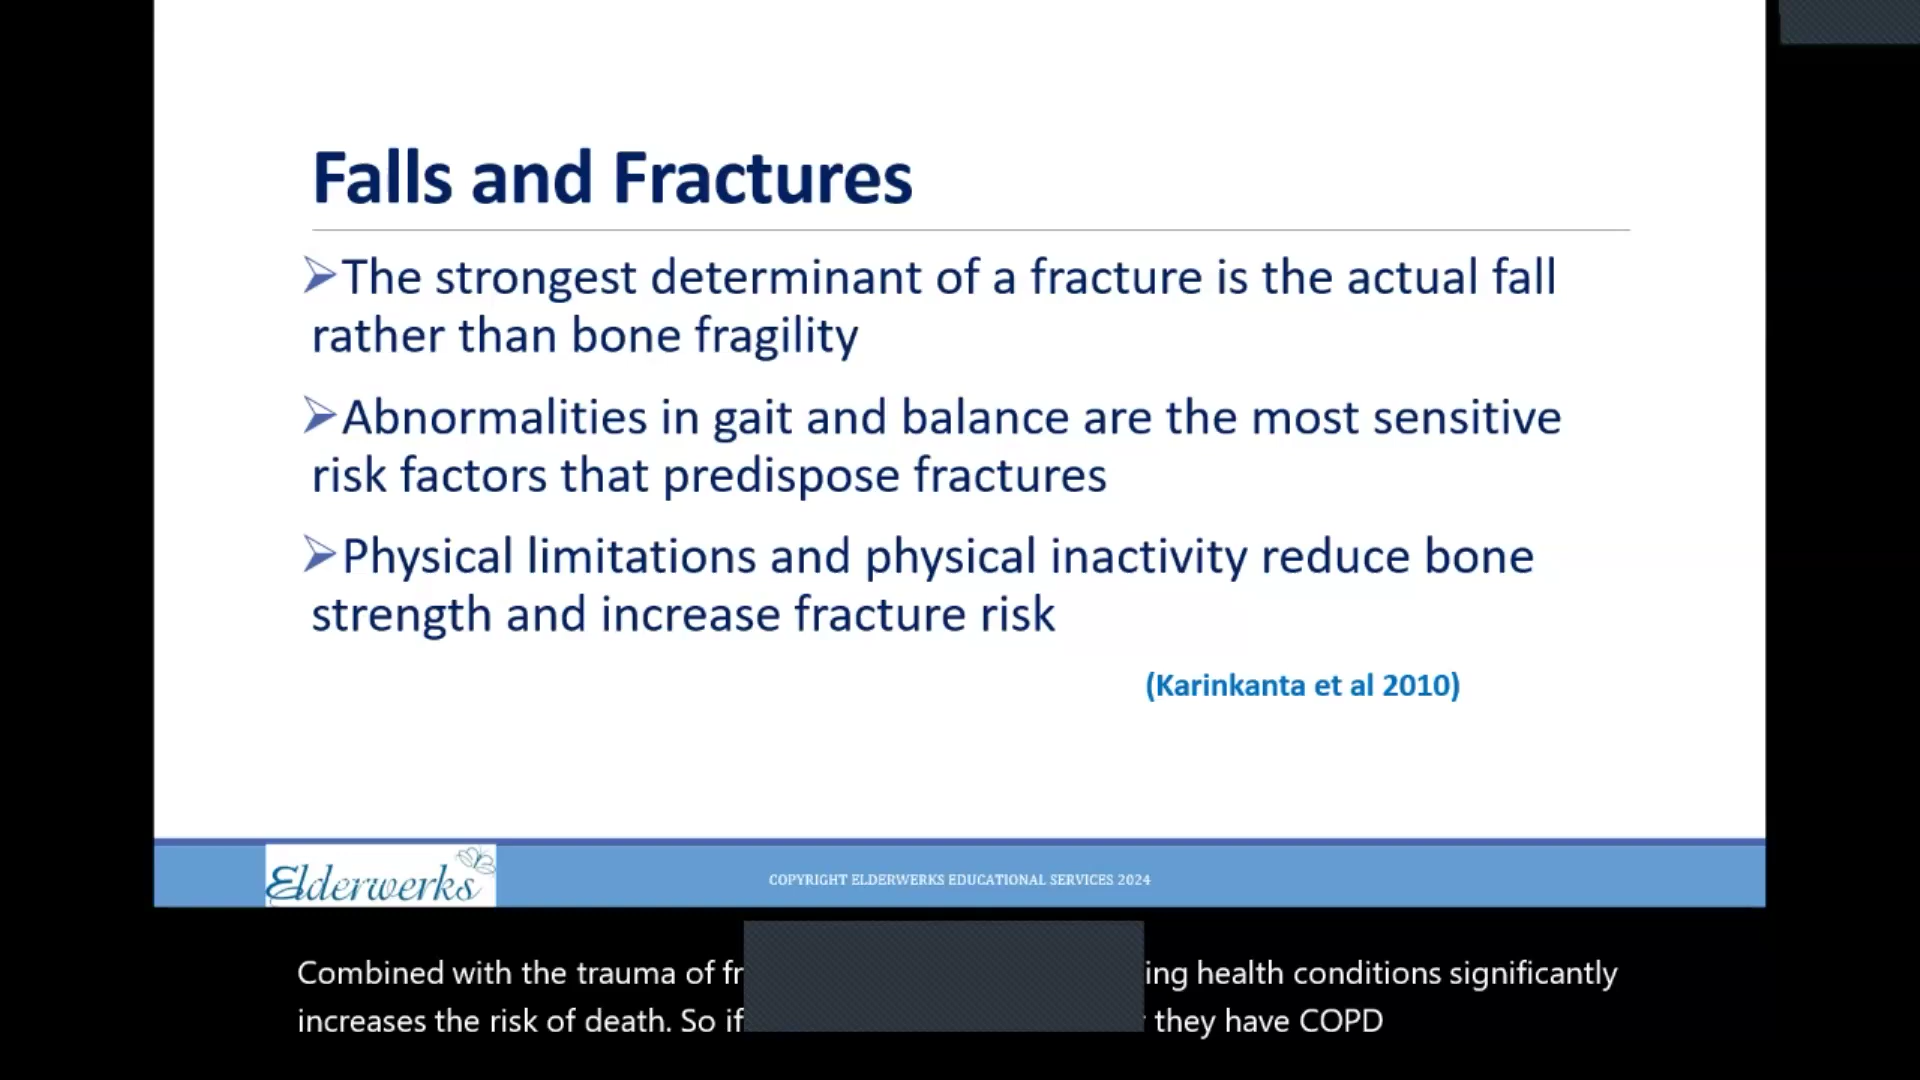 Falls and Fractures
➢The strongest determinant of a fracture is the actual fall
rather than bone fragility
➢Abnormalities in gait and balance are the most sensitive
risk factors that predispose fractures
➢Physical limitations and physical inactivity reduce bone
strength and increase fracture risk
(Karinkanta et al 2010)
Elderwerks
COPYRIGHT ELDERWERKS EDUCATIONAL SERVICES 2024
Combined with the trauma of health conditions significantly
increases the risk of death. So if they have COPD